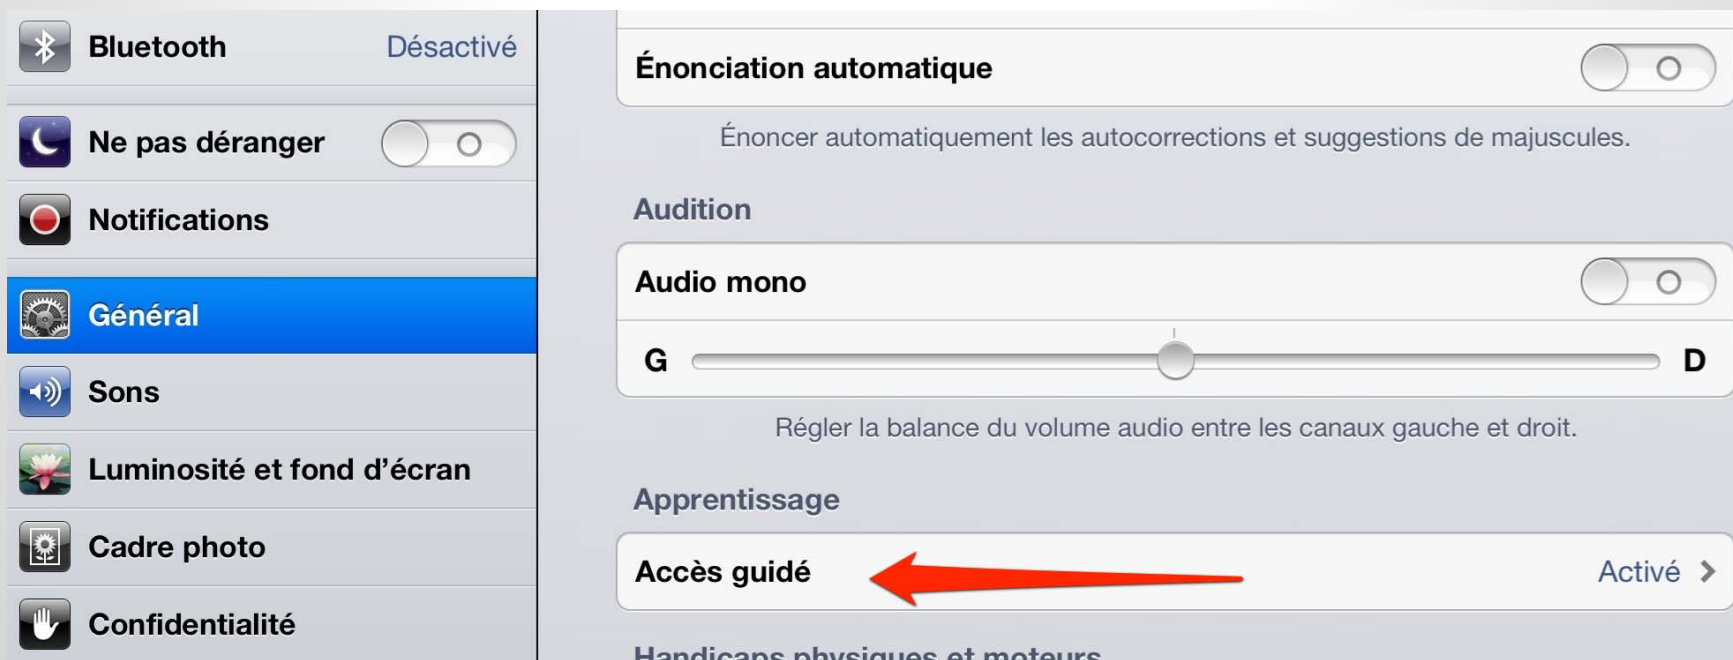 Bluetooth Désactivé
Ne pas déranger
Notifications
Général
Sons
Luminosité et fond d’écran
Cadre photo
Confidentialité
Énonciation automatique
Énoncer automatiquement les autocorrections et suggestions de majuscules.
Audition
Audio mono
G D
Régler la balance du volume audio entre les canaux gauche et droit.
Apprentissage
Accès guidé Activé
Handicaps physiques et moteurs